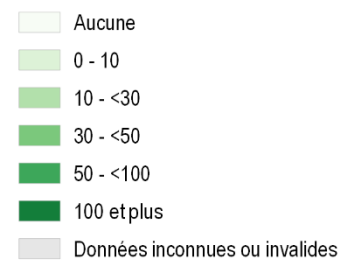 Aucune
0 - 10
10 - <30
30 - <50
50 - <100
100 et plus
Données inconnues ou invalides